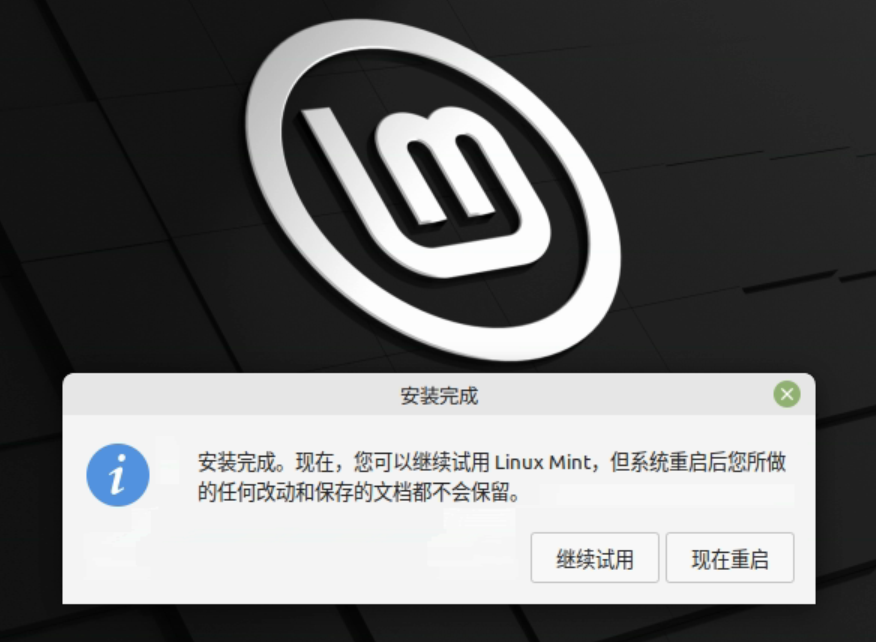 lm
安装完成
安装完成。现在，您可以继续试用 Linux Mint，但系统重启后您所做
的任何改动和保存的文档都不会保留。
继续试用
现在重启